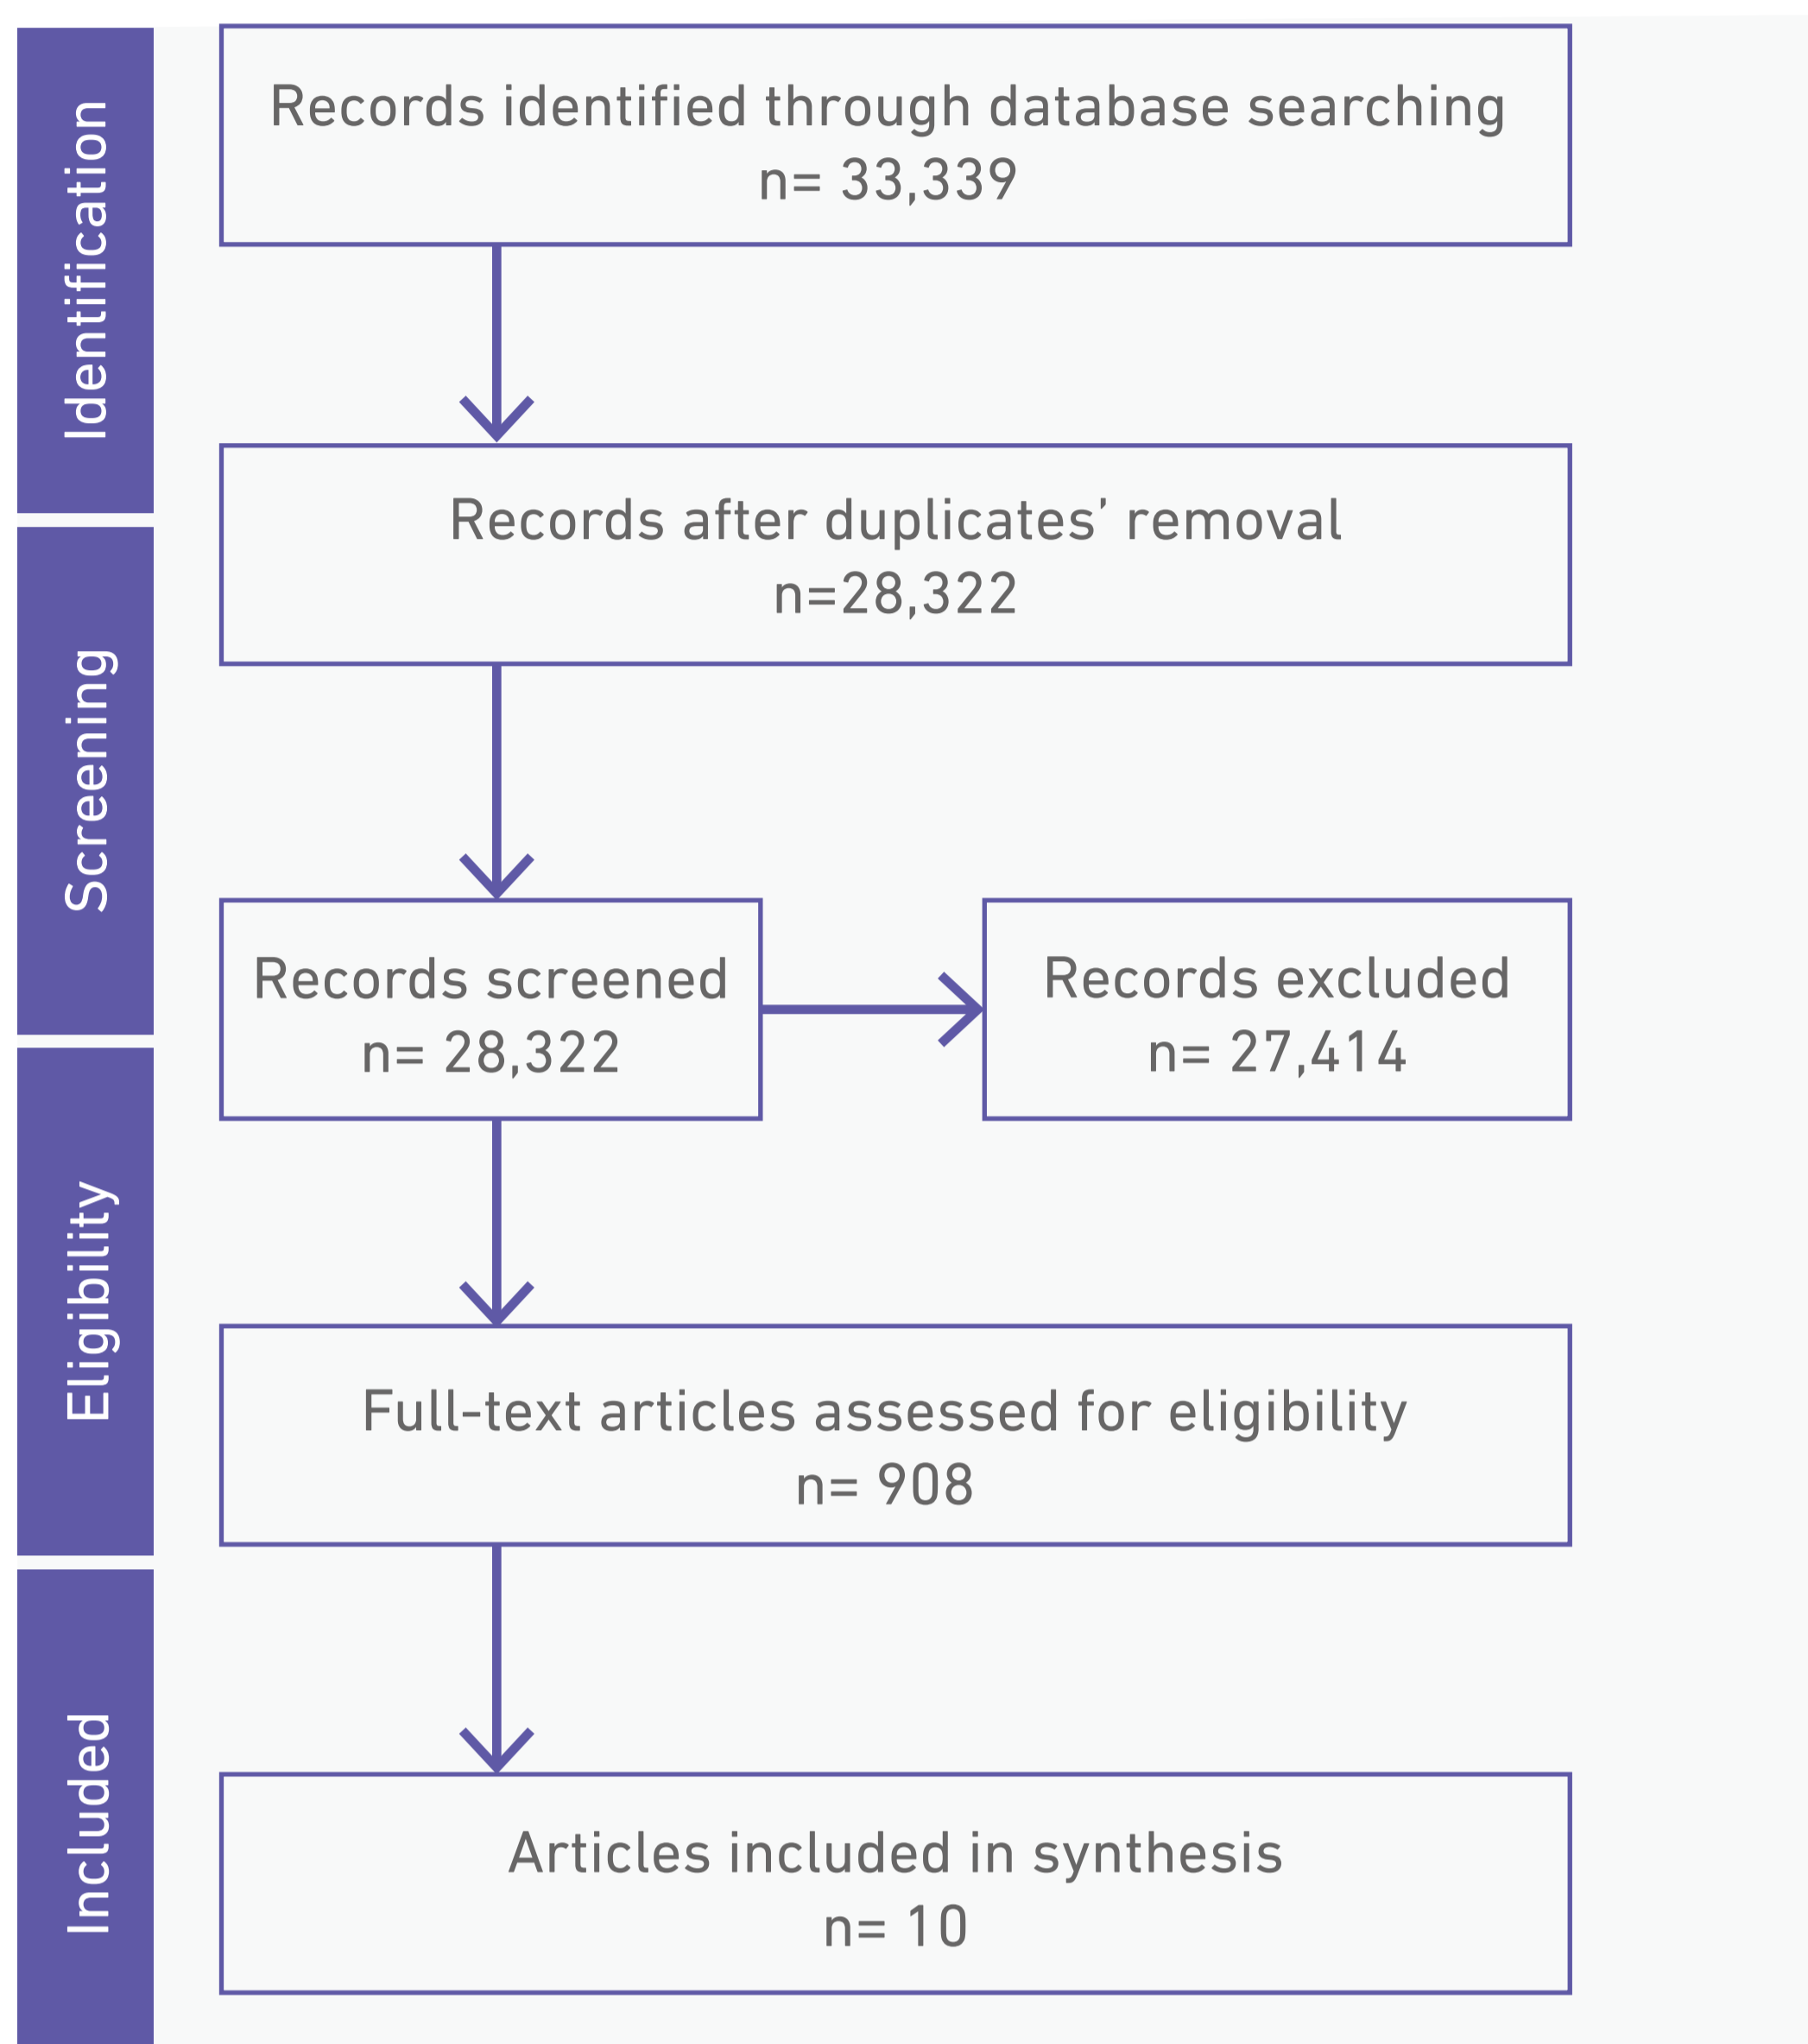 Identification
Records identified through database searching
n= 33,339
Records after duplicates’ removal
n=28,322
Screening
Records screened
n= 28,322
Records excluded
n= 27,414
Eligibility
Full-text articles assessed for eligibility
n= 908
Included
Articles included in synthesis
n= 10